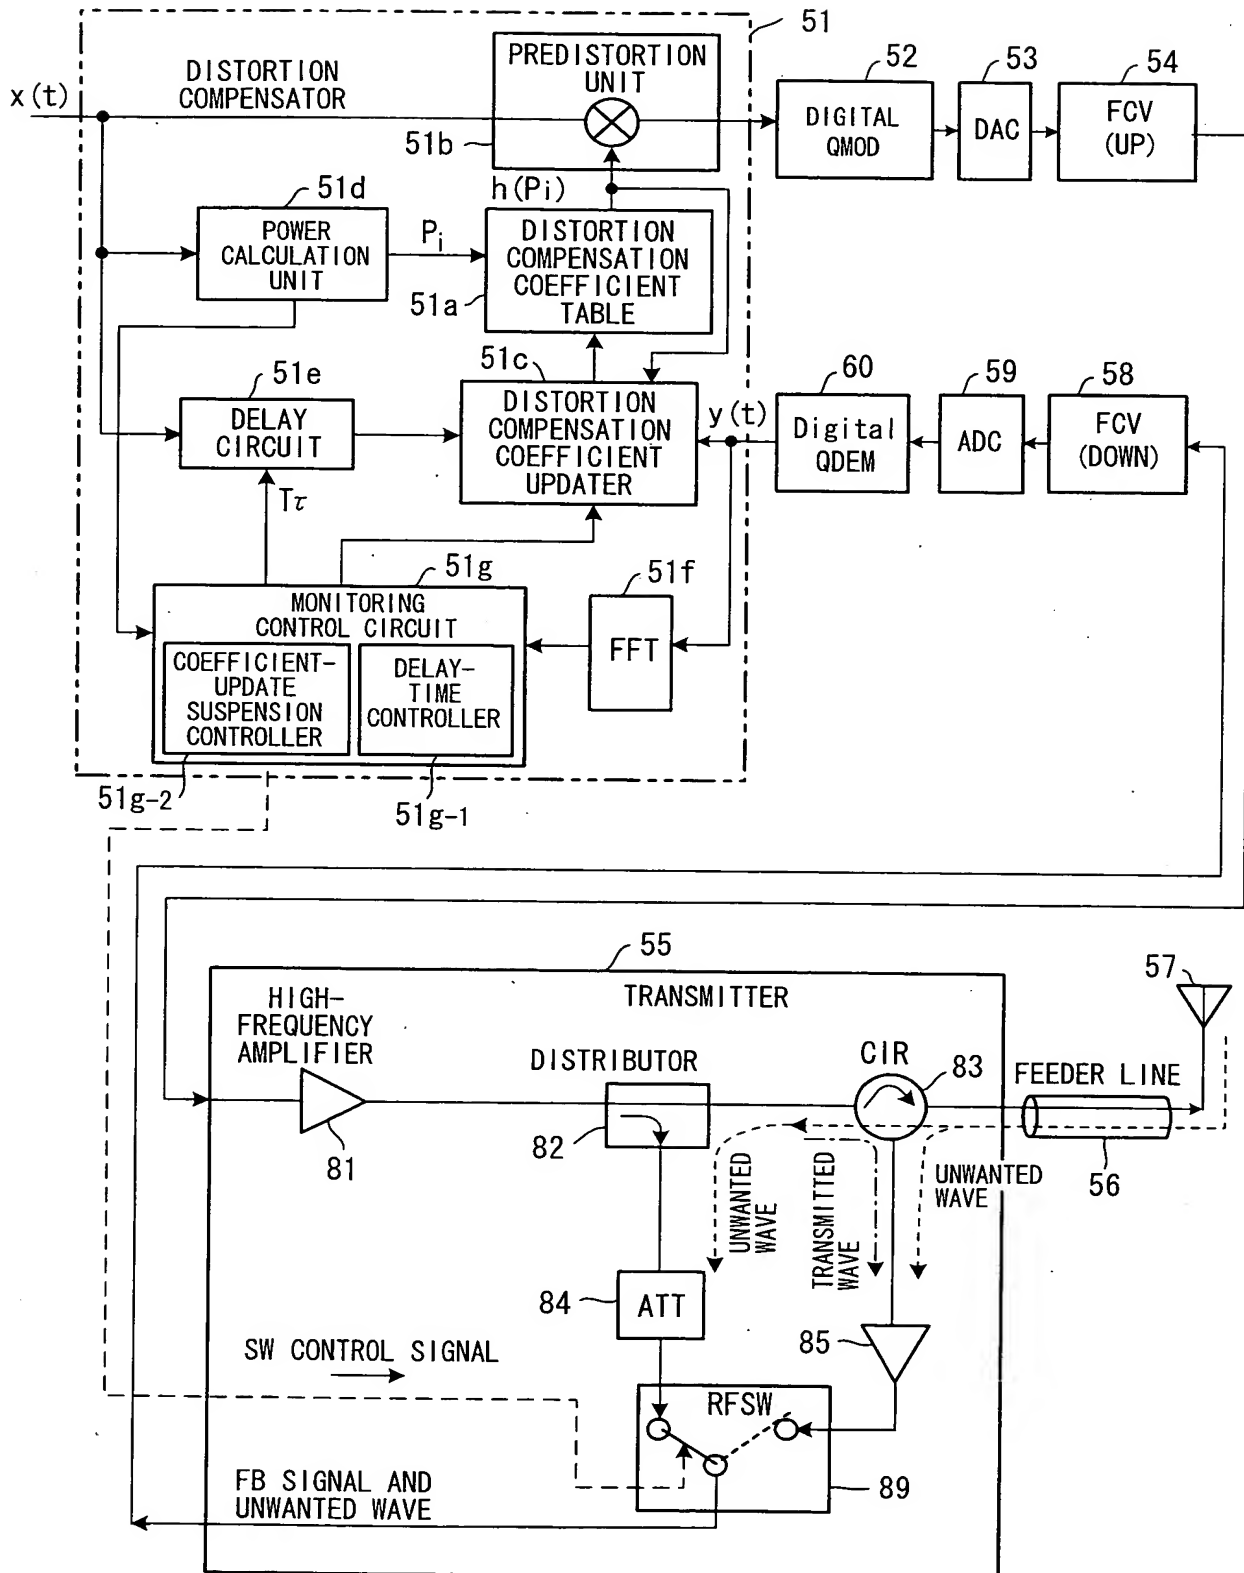 51
DISTORTION
COMPENSATOR
x(t)
PREDISTORTION
UNIT
51b
52
DIGITAL
QMOD
53
DAC
54
FCV
(UP)
51d
POWER
CALCULATION
UNIT
Pi
h(Pi)
51a
DISTORTION
COMPENSATION
COEFFICIENT
TABLE
51e
DELAY
CIRCUIT
Tτ
51c
DISTORTION
COMPENSATION
COEFFICIENT
UPDATER
y(t)
60
Digital
QDEM
59
ADC
58
FCV
(DOWN)
51g
MONITORING
CONTROL CIRCUIT
COEFFICIENT-
UPDATE
SUSPENSION
CONTROLLER
DELAY-
TIME
CONTROLLER
51f
FFT
51g-2
51g-1
55
TRANSMITTER
HIGH-
FREQUENCY
AMPLIFIER
81
DISTRIBUTOR
82
CIR
83
FEEDER LINE
56
57
UNWANTED
WAVE
TRANSMITTED
WAVE
UNWANTED
WAVE
84
ATT
85
SW CONTROL SIGNAL
RFSW
89
FB SIGNAL AND
UNWANTED WAVE